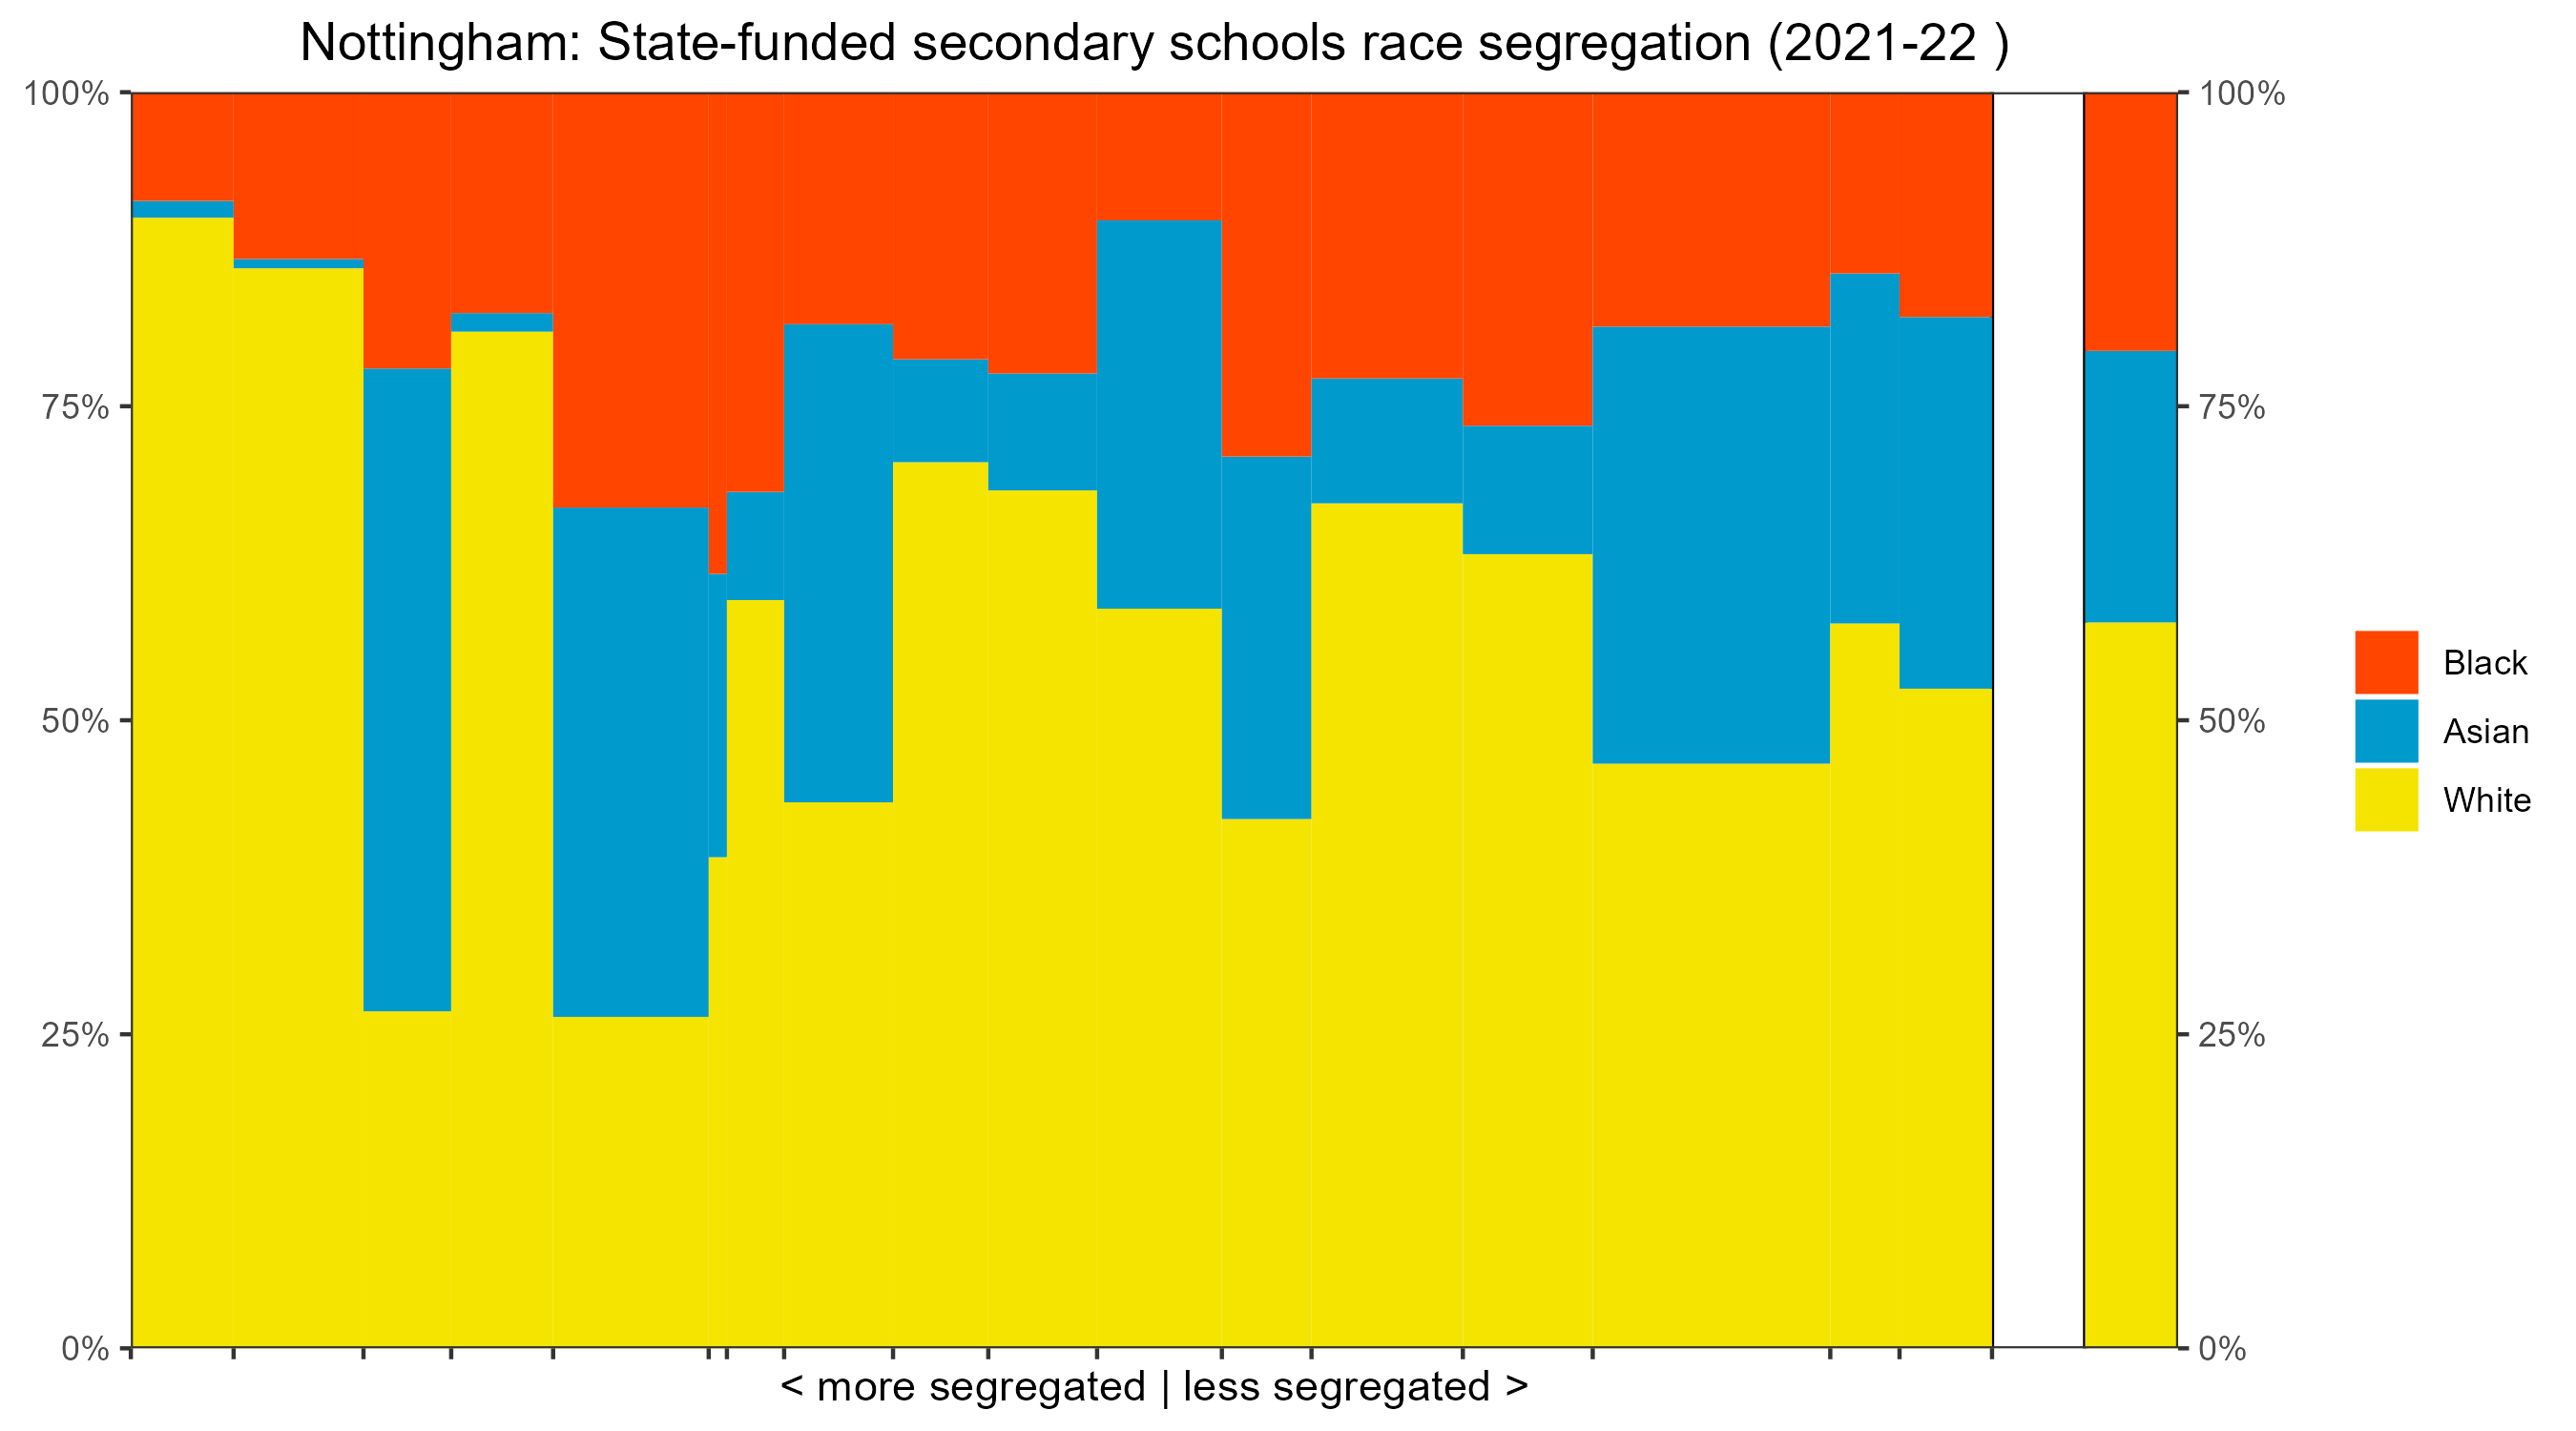 Nottingham: State-funded secondary schools race segregation (2021-22 )
100% 100%
75% 75%
50% 50%
25% 25%
0% 0%
Black
Asian
White
< more segregated | less segregated >